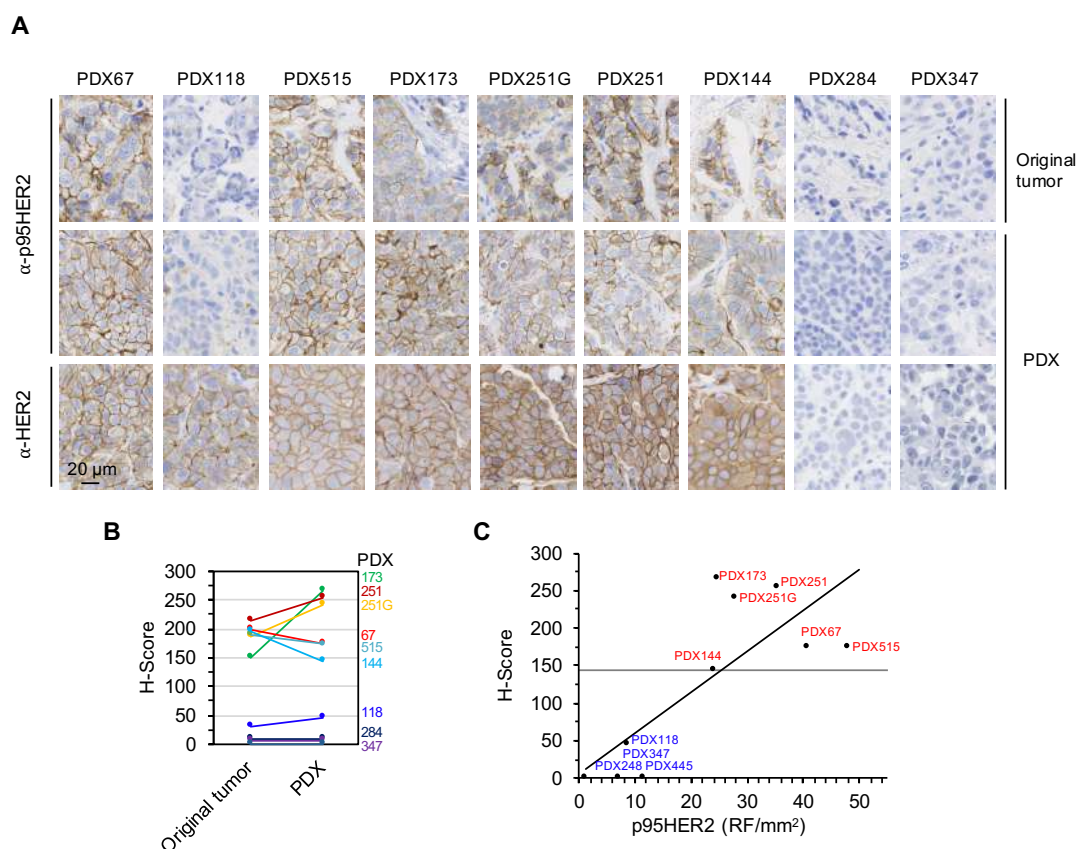 A
PDX67 PDX118 PDX515 PDX173 PDX251G PDX251 PDX144 PDX284 PDX347
α-p95HER2
Original
tumor
PDX
α-HER2
20 µm
B
PDX
H-Score
300
250
200
150
100
50
0
173
251
251G
67
515
144
118
284
347
Original tumor
PDX
C
H-Score
300
250
200
150
100
50
0
PDX173
PDX251
PDX251G
PDX67
PDX515
PDX144
PDX118
PDX347
PDX248 PDX445
0 10 20 30 40 50
p95HER2 (RF/mm²)